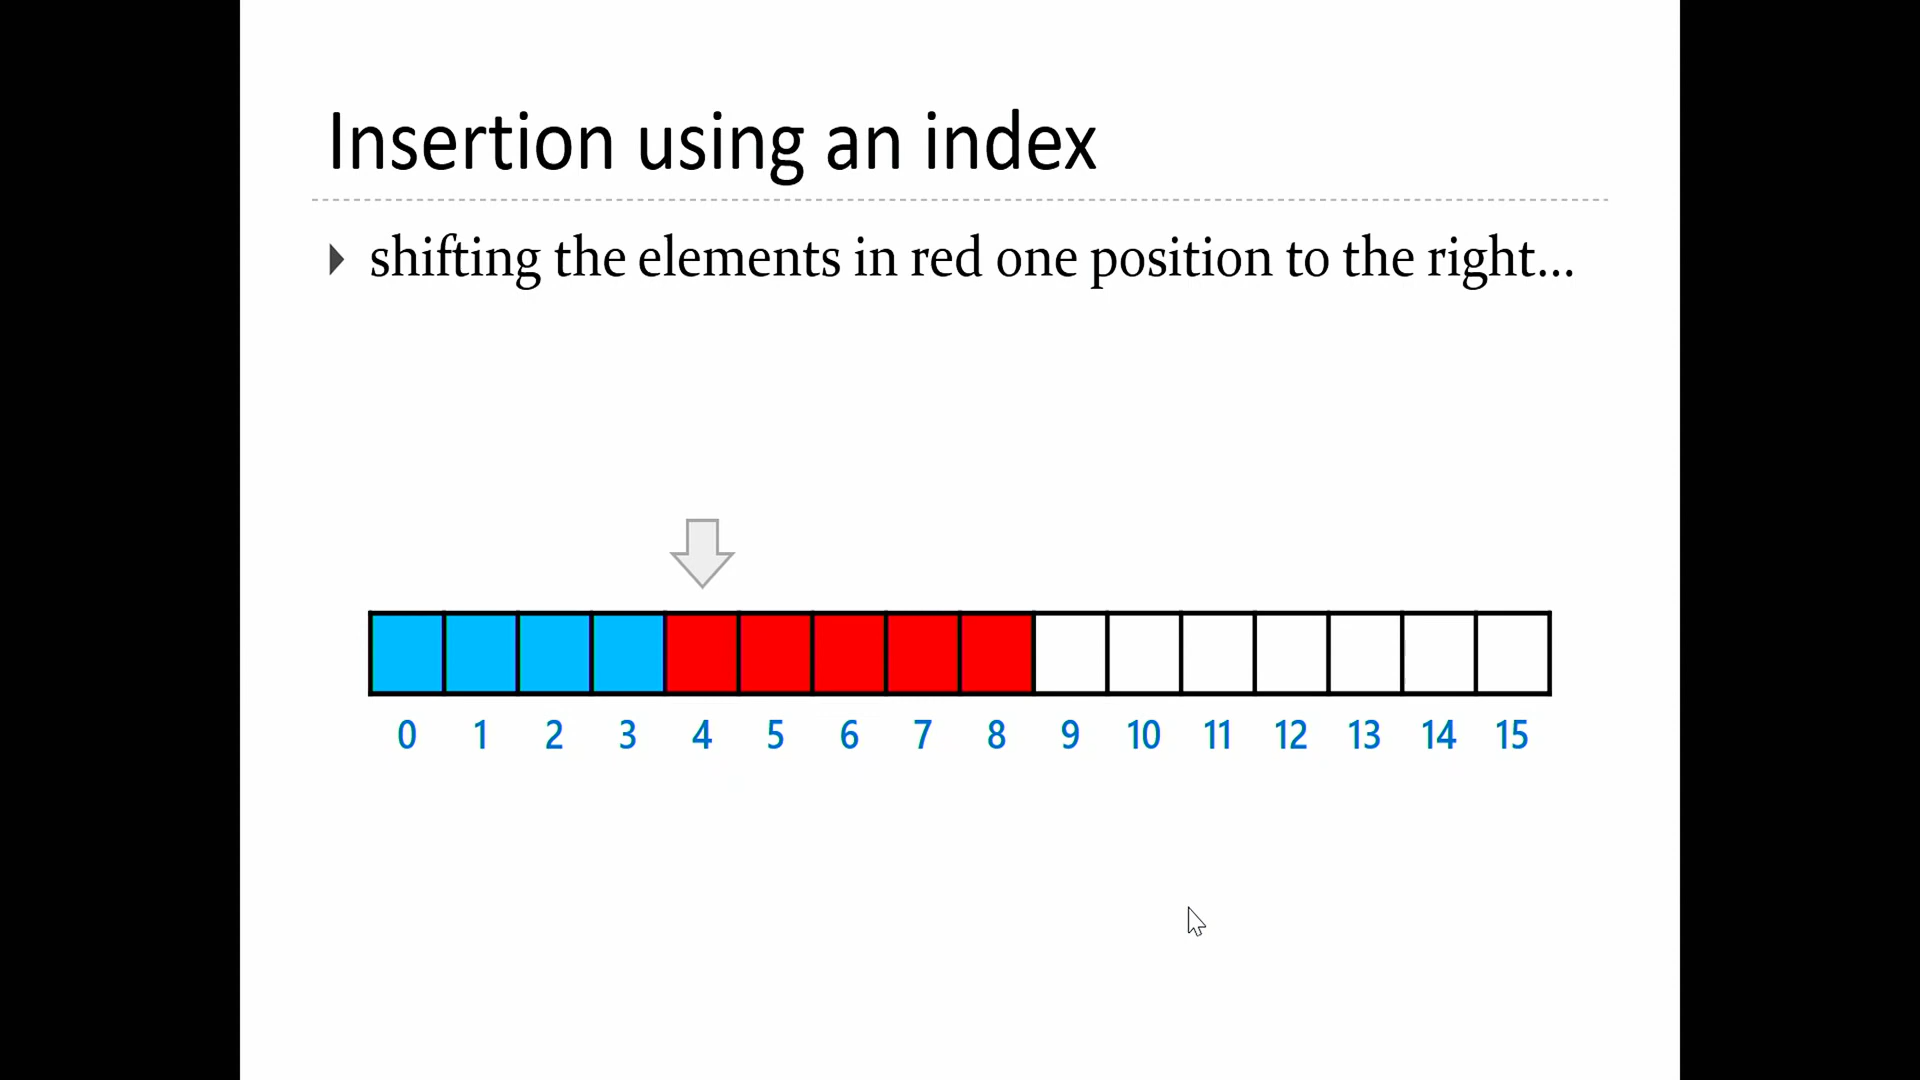 Insertion using an index
shifting the elements in red one position to the right...
0 1 2 3 4 5 6 7 8 9 10 11 12 13 14 15